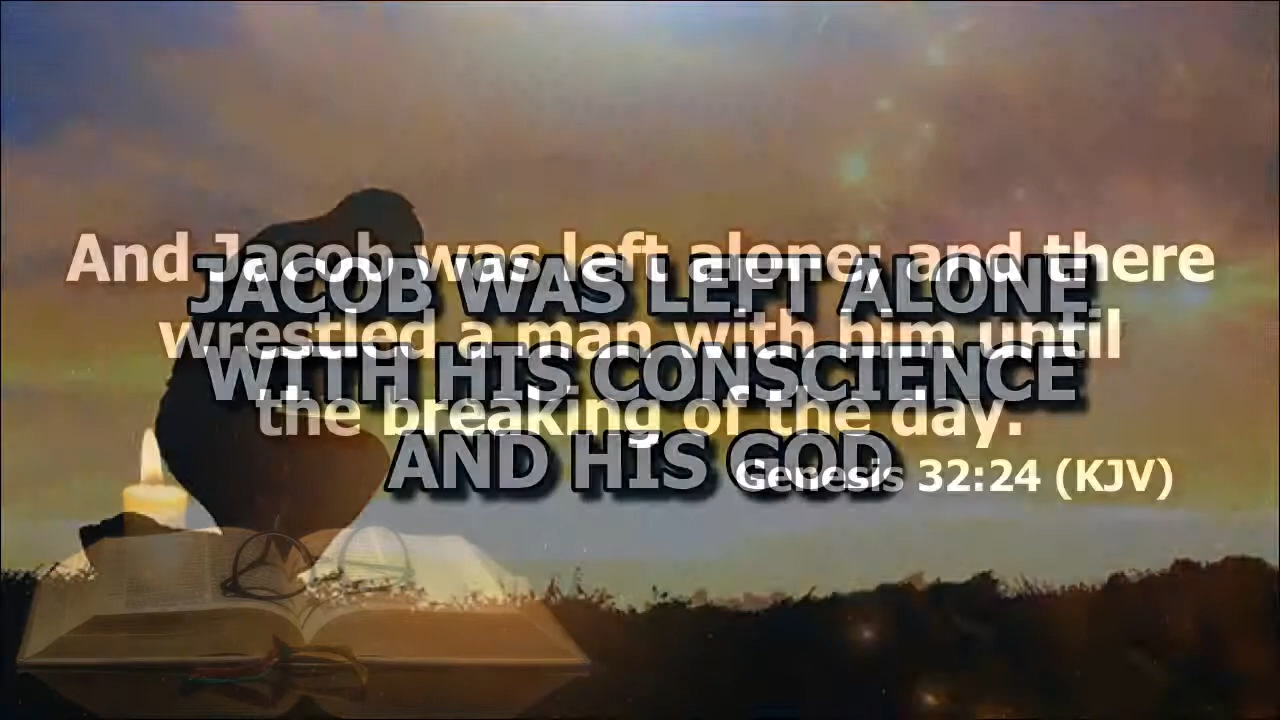 And Jacob was left alone; and there
wrestled a man with him until
the breaking of the day.
Genesis 32:24 (KJV)
JACOB WAS LEFT ALONE
WITH HIS CONSCIENCE
AND HIS GOD